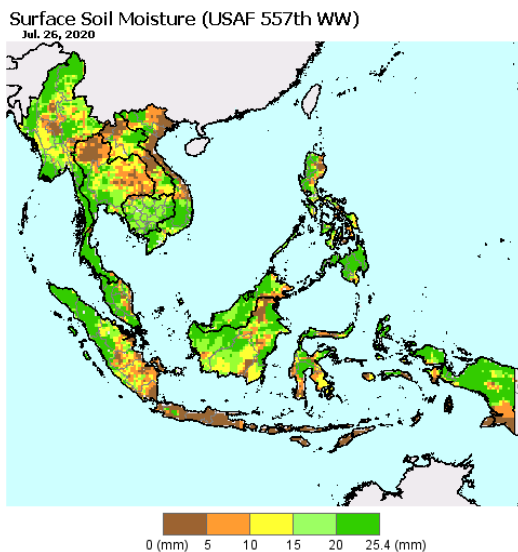 Surface Soil Moisture (USAF 557th WW)
Jul. 26, 2020
0 (mm) 5 10 15 20 25.4 (mm)